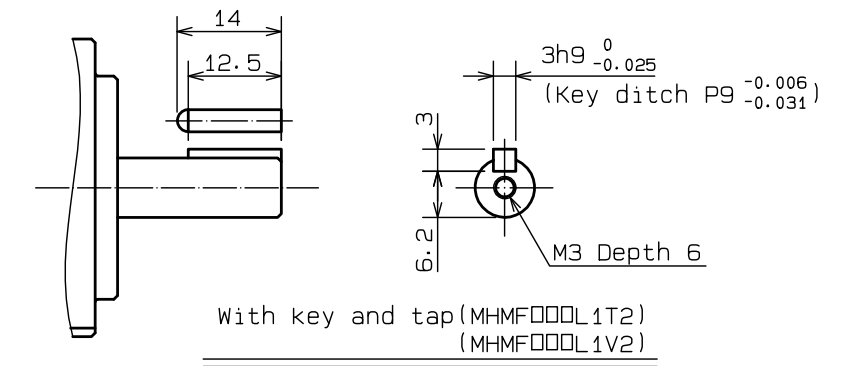 14
12.5
3h9 0 -0.025
(Key ditch P9 -0.006 -0.031)
3
6.2
M3 Depth 6
With key and tap(MHMF□□□L1T2)
(MHMF□□□L1V2)